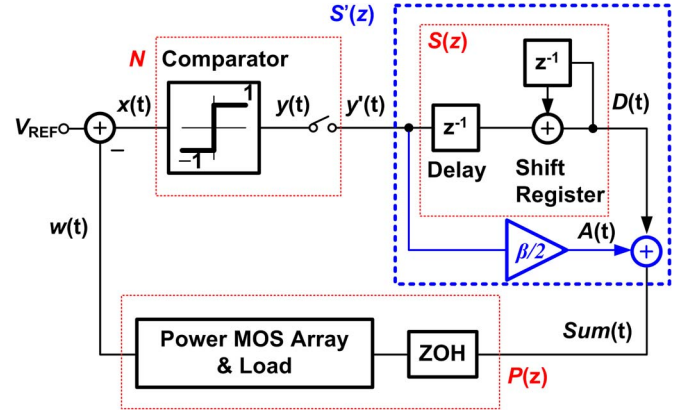 S'(z)
N Comparator
S(z)
z-1
x(t)
1
y(t)
y'(t)
D(t)
VREF
+
−
−1
z-1
+
Delay
Shift
Register
w(t)
β/2
A(t)
+
Power MOS Array
& Load
ZOH
Sum(t)
P(z)